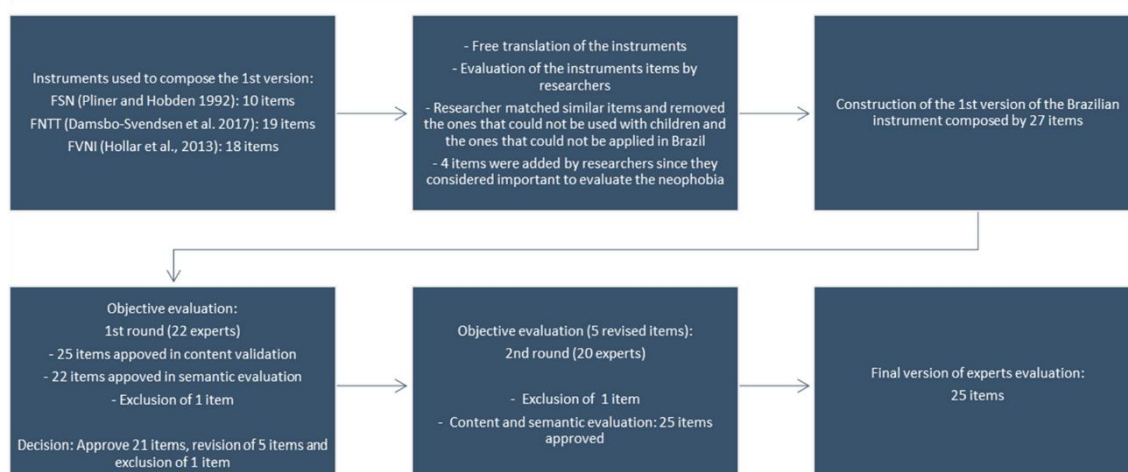 Instruments used to compose the 1st version:
FSN (Pliner and Hobden 1992): 10 items
FNTT (Damsbo-Svendsen et al. 2017): 19 items
FVNI (Hollar et al., 2013): 18 items
- Free translation of the instruments
- Evaluation of the instruments items by
researchers
- Researcher matched similar items and removed
the ones that could not be used with children and
the ones that could not be applied in Brazil
- 4 items were added by researchers since they
considered important to evaluate the neophobia
Construction of the 1st version of the Brazilian
instrument composed by 27 items
Objective evaluation:
1st round (22 experts)
- 25 items appoved in content validation
- 22 items appoved in semantic evaluation
- Exclusion of 1 item
Decision: Approve 21 items, revision of 5 items and
exclusion of 1 item
Objective evaluation (5 revised items):
2nd round (20 experts)
- Exclusion of 1 item
- Content and semantic evaluation: 25 items
approved
Final version of experts evaluation:
25 items